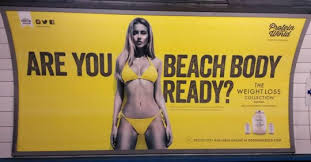 Protein
World
ARE YOU BEACH BODY
READY?
THE
WEIGHT LOSS
COLLECTION